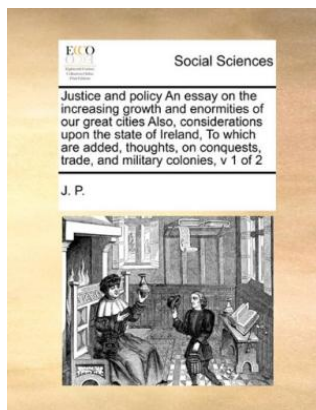 ECCO
Social Sciences
Justice and policy An essay on the
increasing growth and enormities of
our great cities Also, considerations
upon the state of Ireland, To which
are added, thoughts, on conquests,
trade, and military colonies, v 1 of 2
J. P.